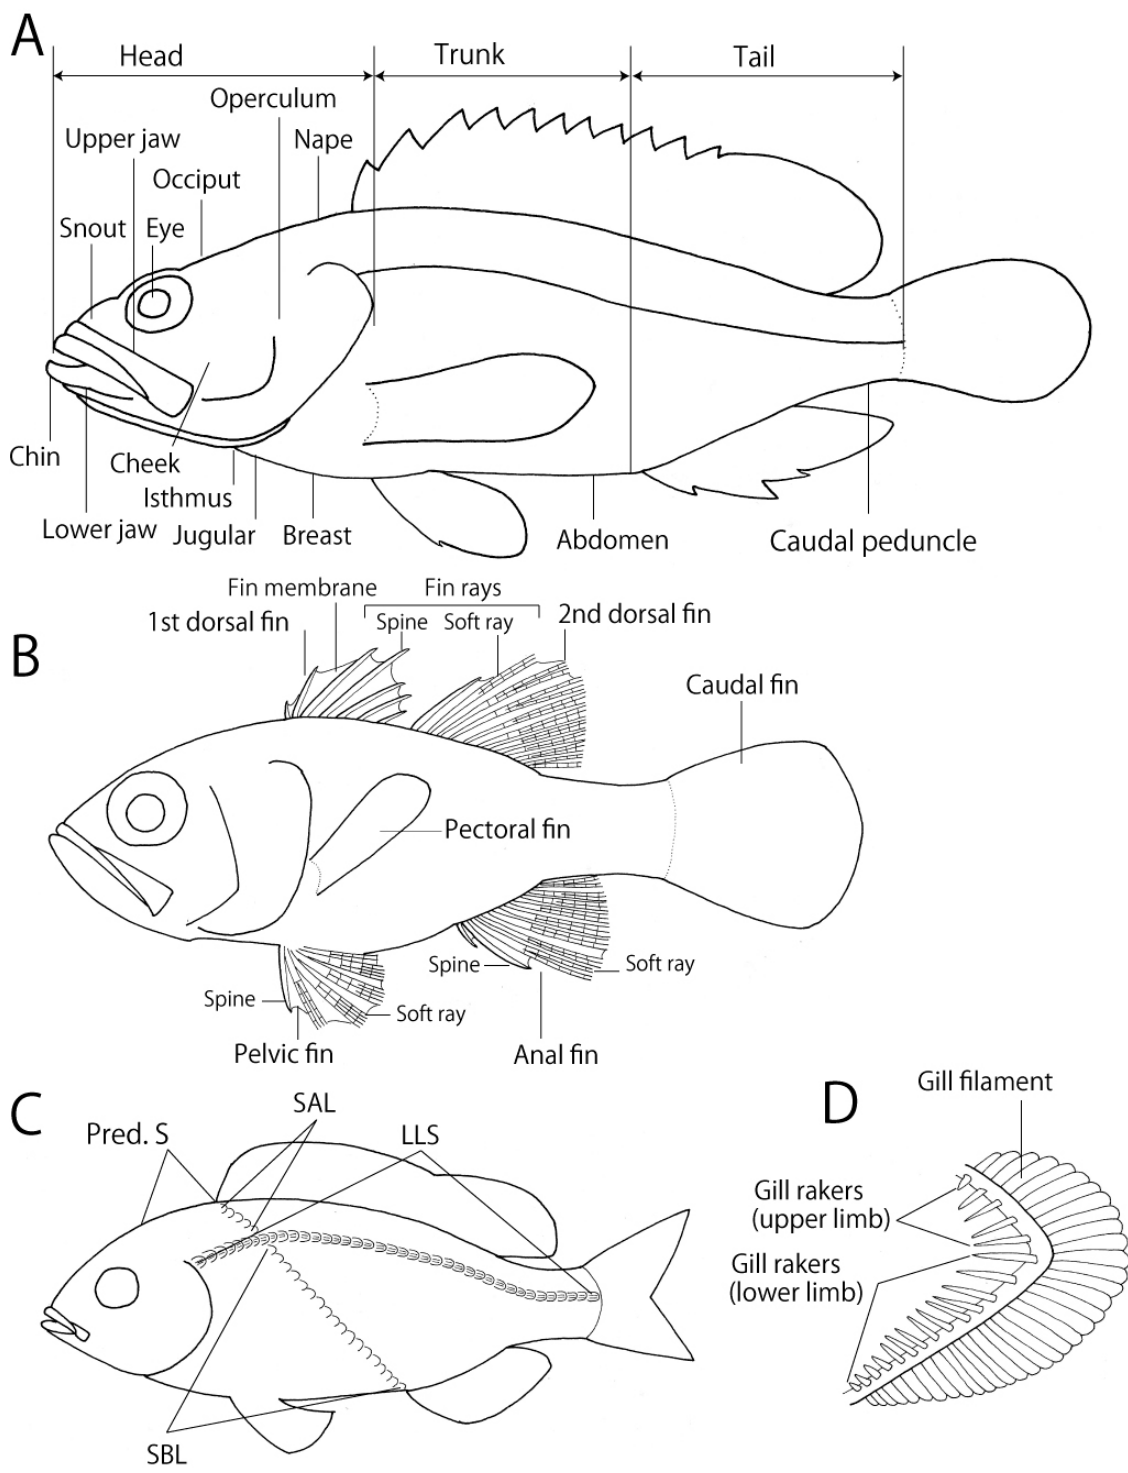 A
Head
Trunk
Tail
Operculum
Upper jaw
Nape
Occiput
Snout
Eye
Chin
Cheek
Isthmus
Lower jaw
Jugular
Breast
Abdomen
Caudal peduncle
B
Fin membrane
Fin rays
1st dorsal fin
Spine
Soft ray
2nd dorsal fin
Caudal fin
Pectoral fin
Spine
Soft ray
Spine
Soft ray
Pelvic fin
Anal fin
C
SAL
Pred. S
LLS
SBL
D
Gill filament
Gill rakers
(upper limb)
Gill rakers
(lower limb)